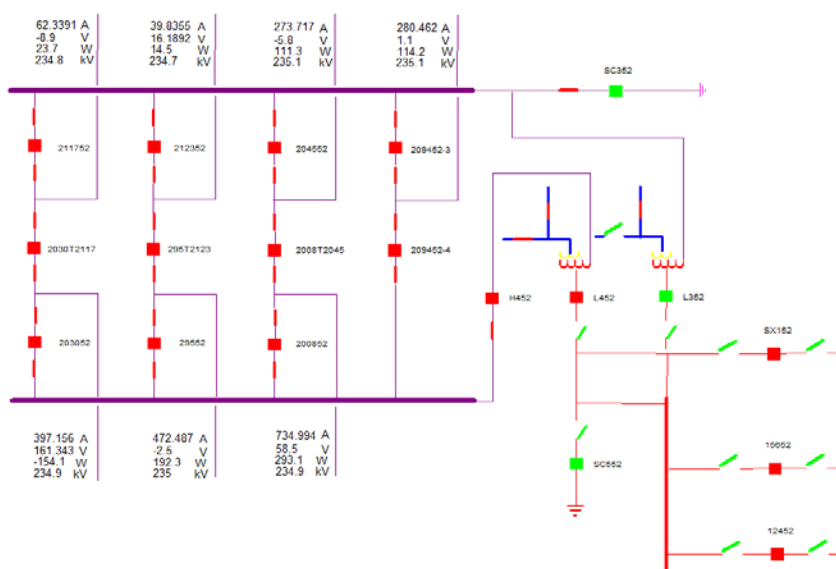 62.3391 A 39.8355 A 273.717 A 280.462 A
-8.9 V 16.1892 V -5.8 V 1.1 V
23.7 W 14.5 W 111.3 W 114.2 W
234.8 kV 234.7 kV 235.1 kV 235.1 kV
SC352
211752 212352 204552 209452-3
2030T2117 295T2123 2008T2045 209452-4
H452 L452 L352
203052 29552 200852 SX152
397.156 A 472.487 A 734.994 A
161.343 V -2.5 V 58.5 V
-154.1 W 192.3 W 293.1 W
234.9 kV 235 kV 234.9 kV
SC552
12452